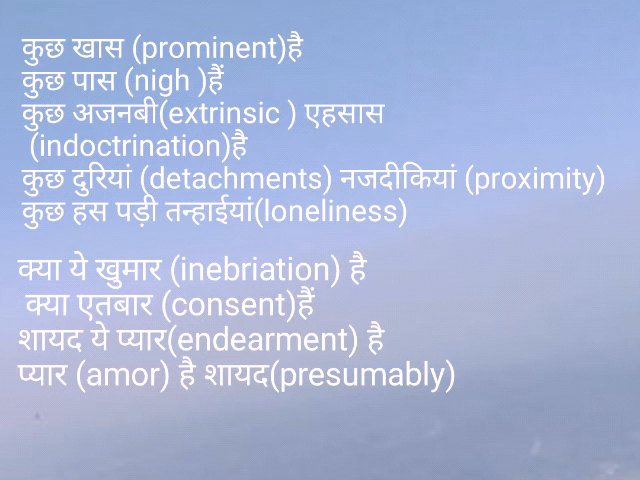 कुछ खास (prominent)है
कुछ पास (nigh )हैं
कुछ अजनबी(extrinsic ) एहसास
(indoctrination)है
कुछ दुरियां (detachments) नजदीकियां (proximity)
कुछ हस पड़ी तन्हाईयां(loneliness)
क्या ये खुमार (inebriation) है
क्या एतबार (consent)हैं
शायद ये प्यार(endearment) है
प्यार (amor) है शायद(presumably)